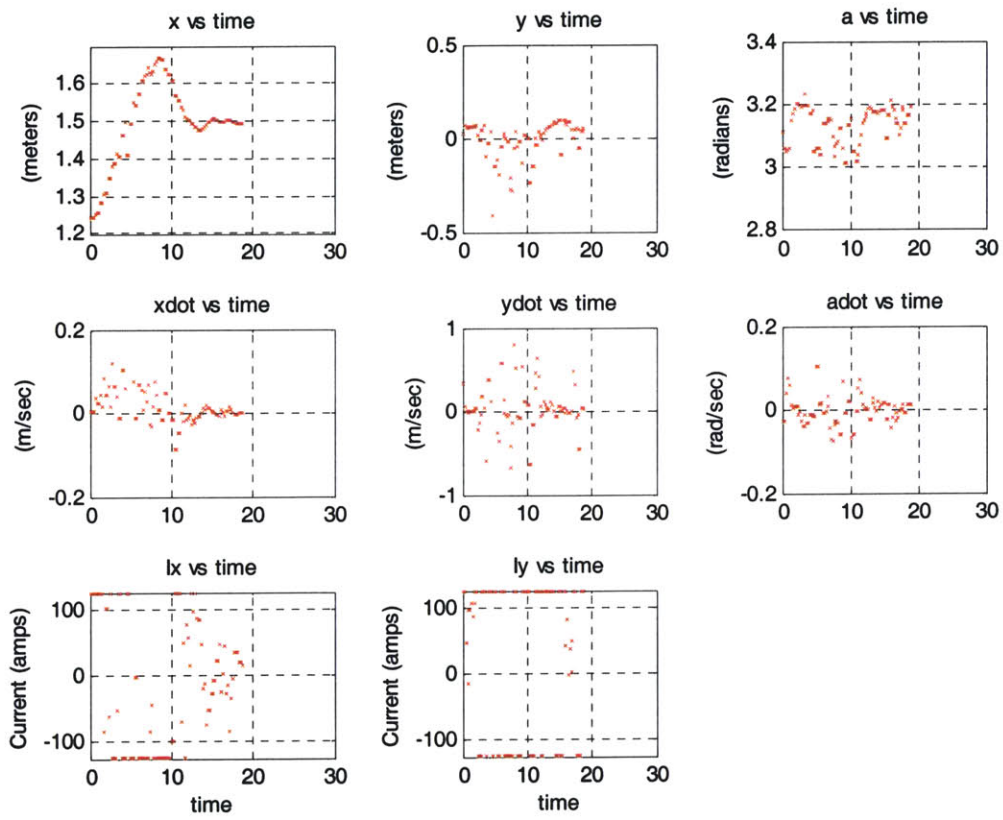 x vs time
y vs time
a vs time
(meters)
1.6
1.5
1.4
1.3
1.2
0 10 20 30
(meters)
0.5
0
-0.5
0 10 20 30
(radians)
3.4
3.2
3
2.8
0 10 20 30
xdot vs time
ydot vs time
adot vs time
(m/sec)
0.2
0
-0.2
0 10 20 30
(m/sec)
1
0
-1
0 10 20 30
(rad/sec)
0.2
0
-0.2
0 10 20 30
Ix vs time
Iy vs time
Current (amps)
100
0
-100
0 10 20 30
time
Current (amps)
100
0
-100
0 10 20 30
time